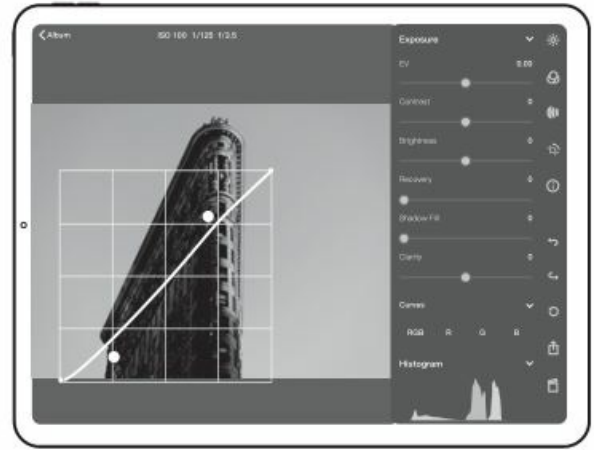 Album
ISO 100 1/125 f/3.5
Exposure
EV 0.00
Contrast 0
Brightness 0
Recovery 0
Shadow Fill 0
Clarity 0
Curves
RGB R G B
Histogram